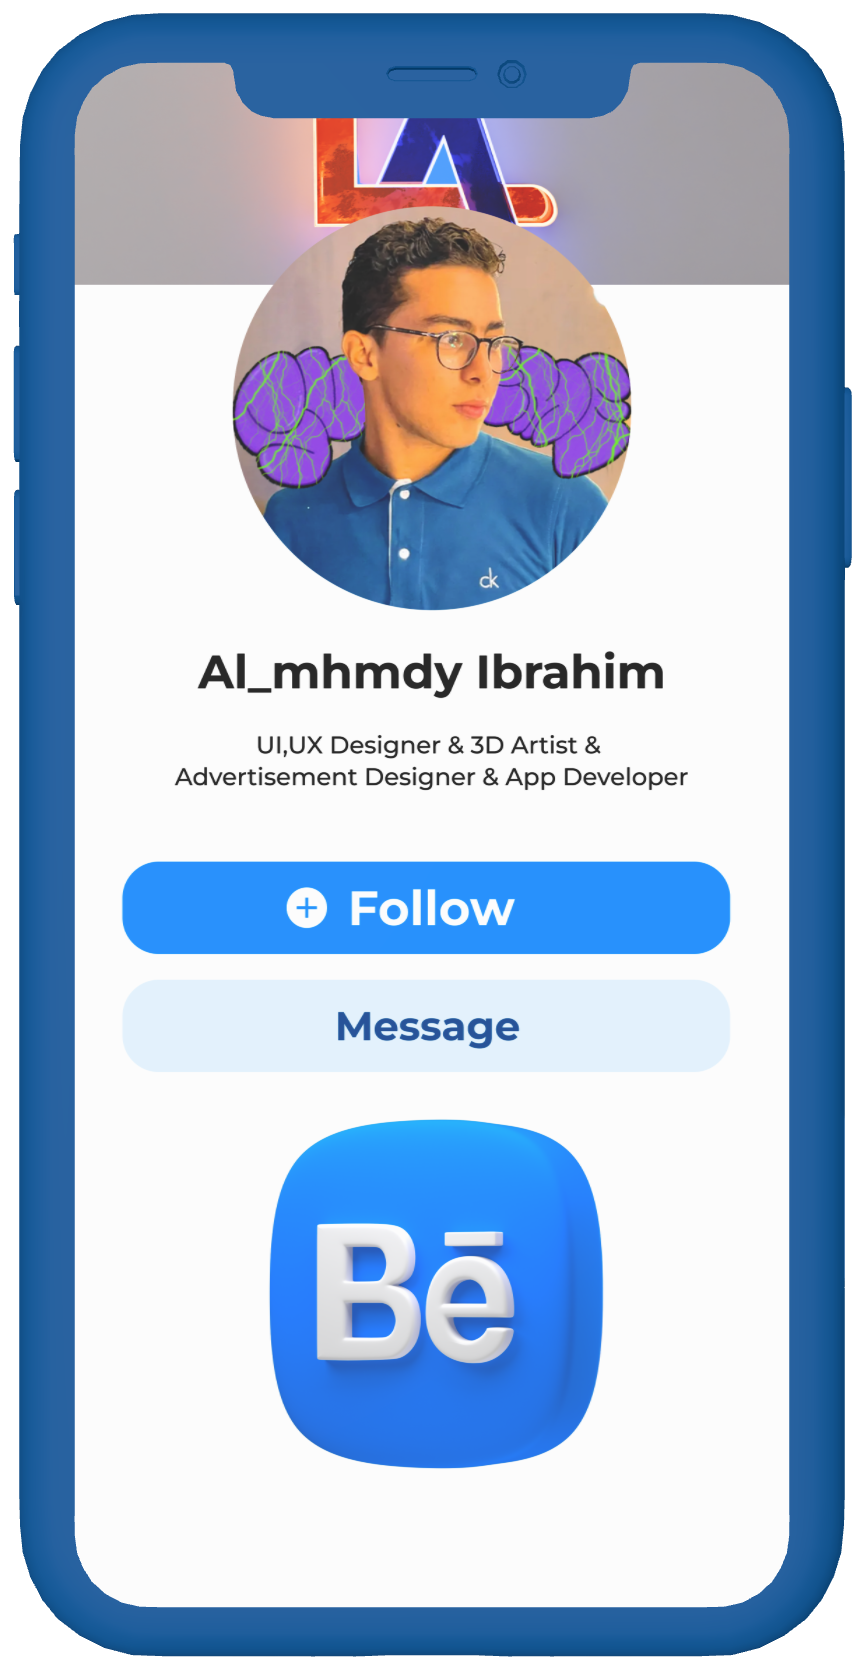 LA
ck
Al_mhmdy Ibrahim
UI,UX Designer & 3D Artist &
Advertisement Designer & App Developer
Follow
Message
Bē